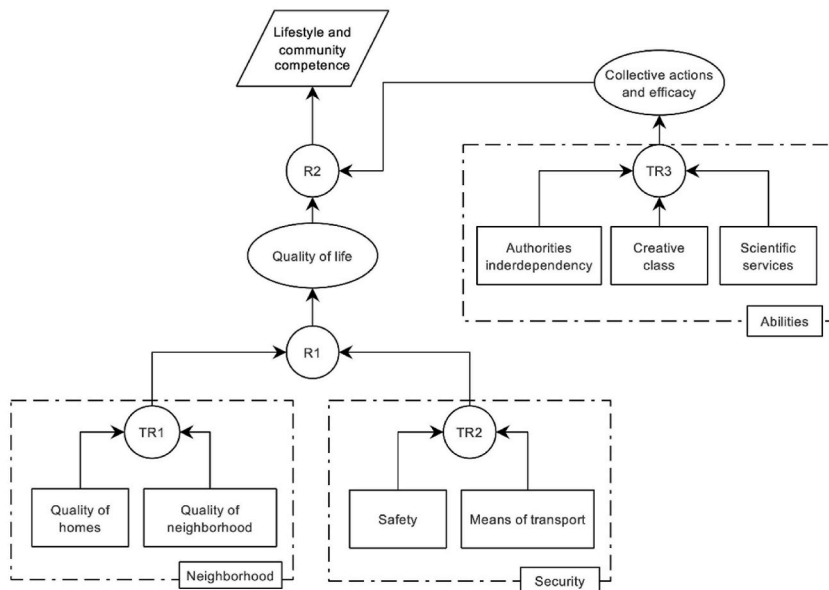 Lifestyle and
community
competence
Collective actions
and efficacy
R2
TR3
Authorities
inderdependency
Creative
class
Scientific
services
Quality of life
Abilities
R1
TR1
TR2
Quality of
homes
Quality of
neighborhood
Safety
Means of transport
Neighborhood
Security